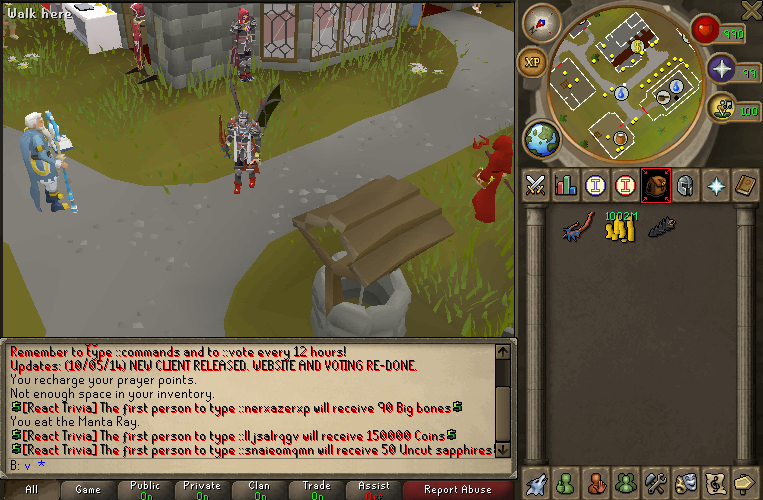 Walk here
990
XP
99
100
1002M
Remember to type ::commands and to ::vote every 12 hours!
Updates: (10/05/14) NEW CLIENT RELEASED. WEBSITE AND VOTING RE-DONE.
You recharge your prayer points.
Not enough space in your inventory.
[React Trivia] The first person to type ::nerxazerxp will receive 90 Big bones
You eat the Manta Ray.
[React Trivia] The first person to type ::lljsalrqgv will receive 150000 Coins
[React Trivia] The first person to type ::snaieomqmn will receive 50 Uncut sapphires
B: v *
All Game Public On Private On Clan On Trade On Assist Off Report Abuse